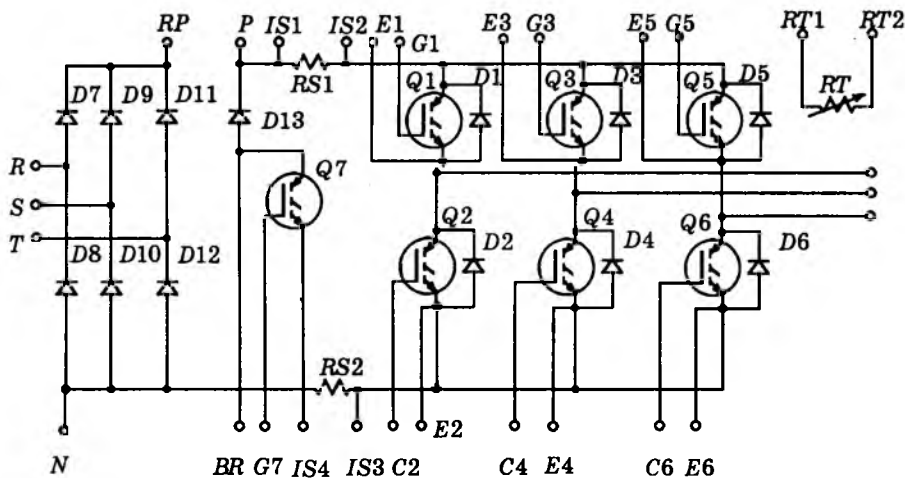 RP P IS1 IS2 E1 G1 E3 G3 E5 G5 RT1 RT2
RS1
D7 D9 D11 Q1 D1 Q3 D3 Q5 D5 RT
D13
R
Q7
S
T
D8 D10 D12 Q2 D2 Q4 D4 Q6 D6
RS2
E2
N BR G7 IS4 IS3 C2 C4 E4 C6 E6